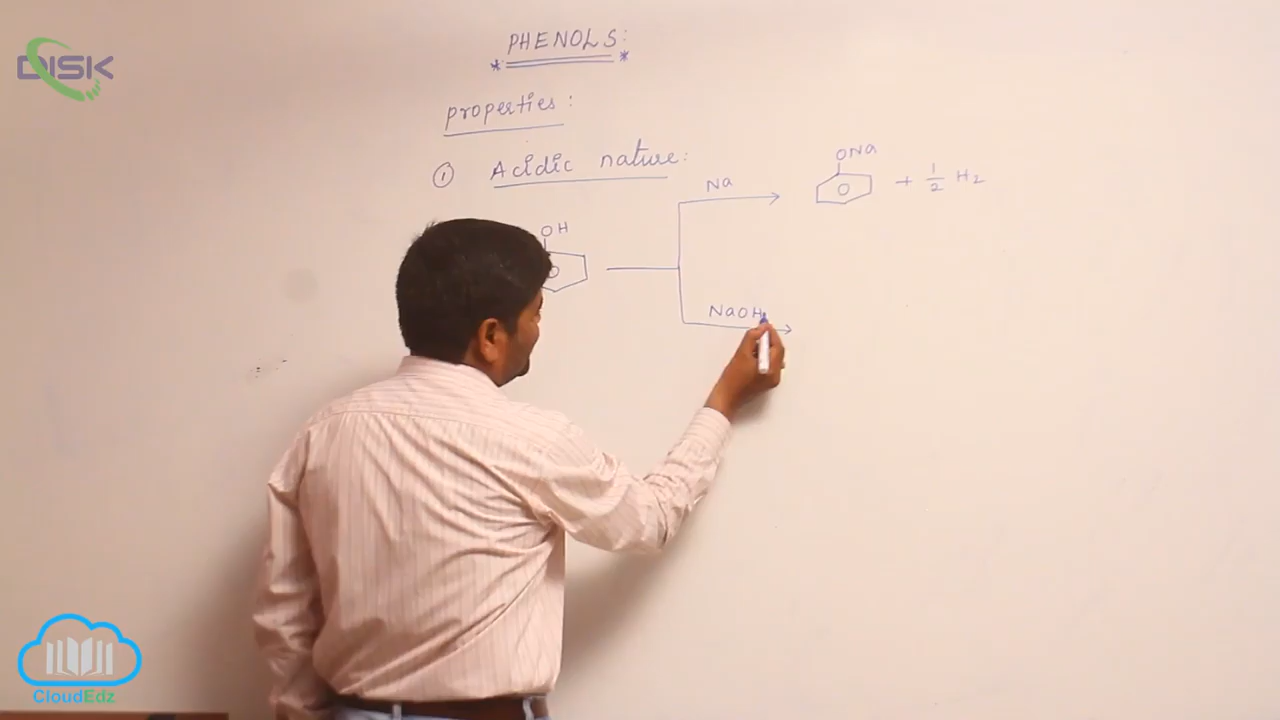 DISK
* PHENOLS: *
properties:
① Acidic nature:
Na
ONa
+ 1/2 H2
OH
NaOH
CloudEdz